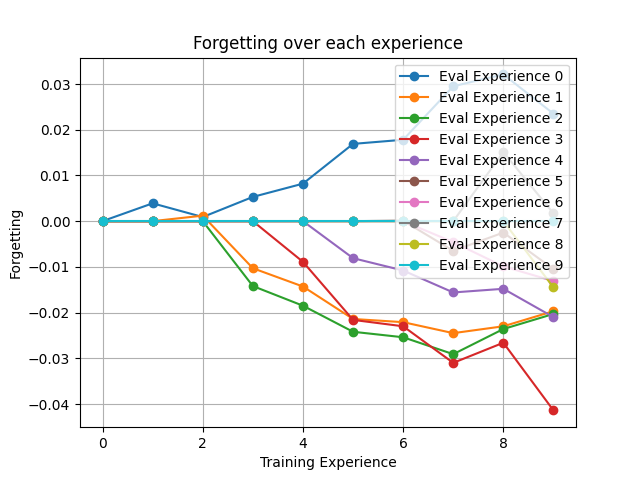 Forgetting over each experience
Forgetting
0.03
0.02
0.01
0.00
−0.01
−0.02
−0.03
−0.04
Eval Experience 0
Eval Experience 1
Eval Experience 2
Eval Experience 3
Eval Experience 4
Eval Experience 5
Eval Experience 6
Eval Experience 7
Eval Experience 8
Eval Experience 9
0 2 4 6 8
Training Experience